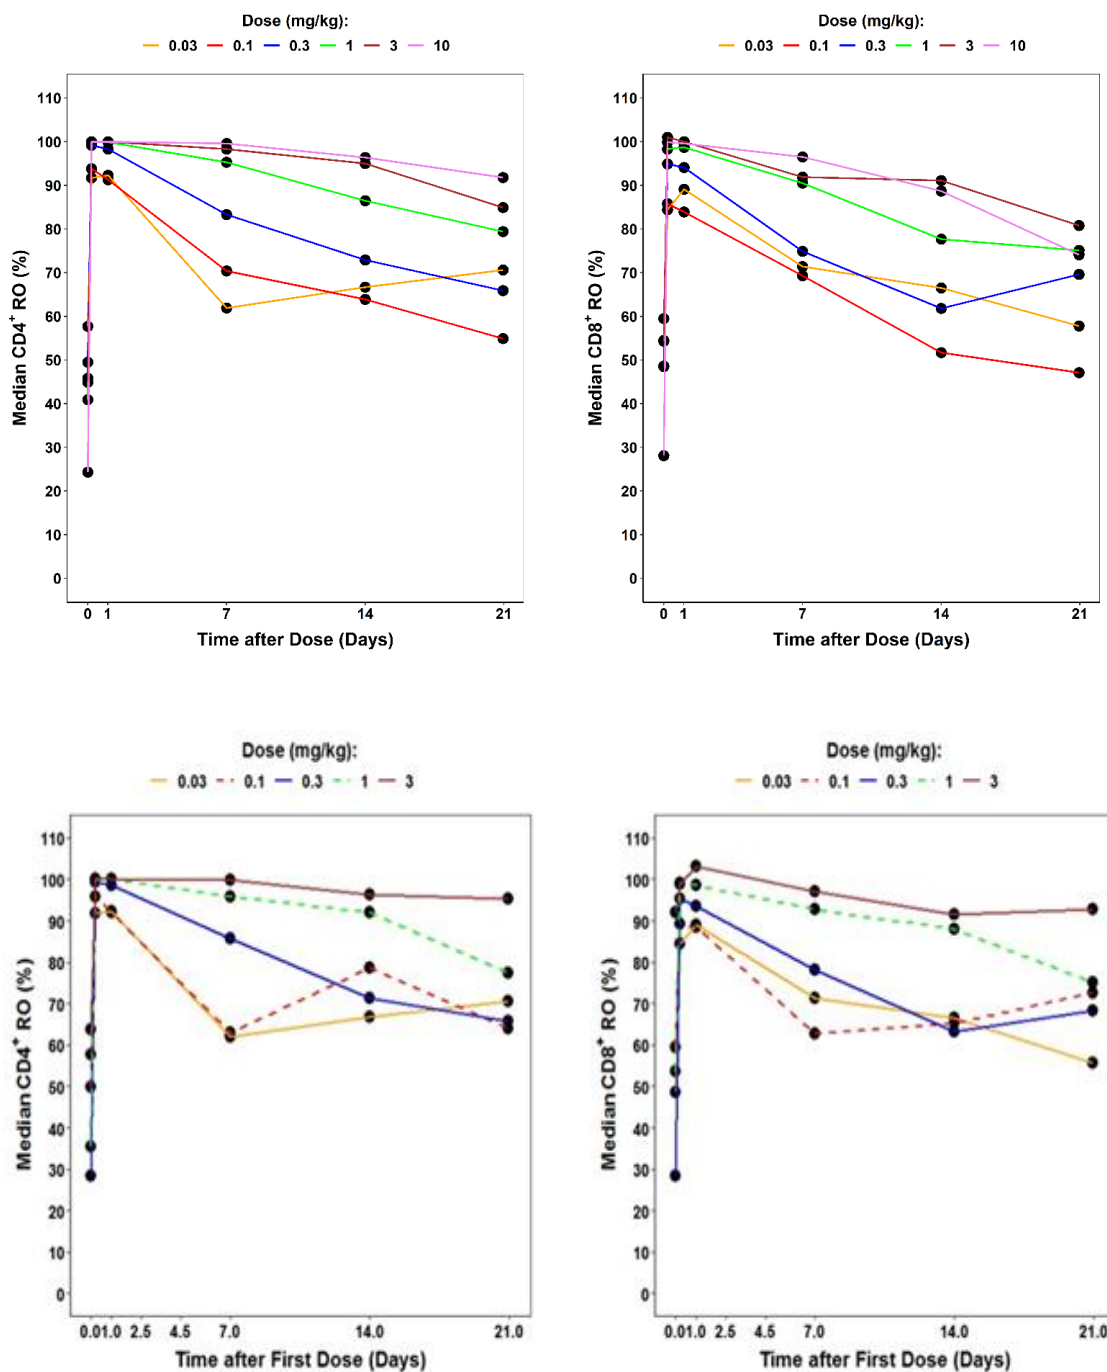 Dose (mg/kg):
0.03 0.1 0.3 1 3 10
110
100
90
80
70
60
50
40
30
20
10
0
Median CD4+ RO (%)
0 1 7 14 21
Time after Dose (Days)
Dose (mg/kg):
0.03 0.1 0.3 1 3 10
110
100
90
80
70
60
50
40
30
20
10
0
Median CD8+ RO (%)
0 1 7 14 21
Time after Dose (Days)
Dose (mg/kg):
0.03 0.1 0.3 1 3
110
100
90
80
70
60
50
40
30
20
10
0
Median CD4+ RO (%)
0.01.0 2.5 4.5 7.0 14.0 21.0
Time after First Dose (Days)
Dose (mg/kg):
0.03 0.1 0.3 1 3
110
100
90
80
70
60
50
40
30
20
10
0
Median CD8+ RO (%)
0.01.0 2.5 4.5 7.0 14.0 21.0
Time after First Dose (Days)